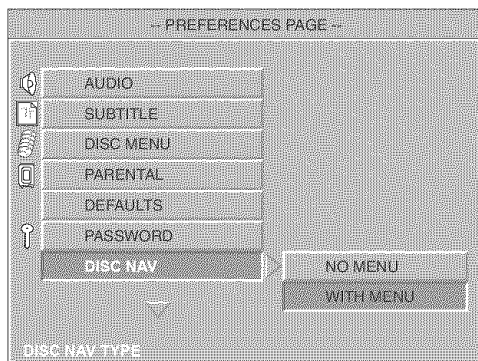 -- PREFERENCES PAGE --
AUDIO
SUBTITLE
DISC MENU
PARENTAL
DEFAULTS
PASSWORD
DISC NAV
NO MENU
WITH MENU
DISC NAV TYPE